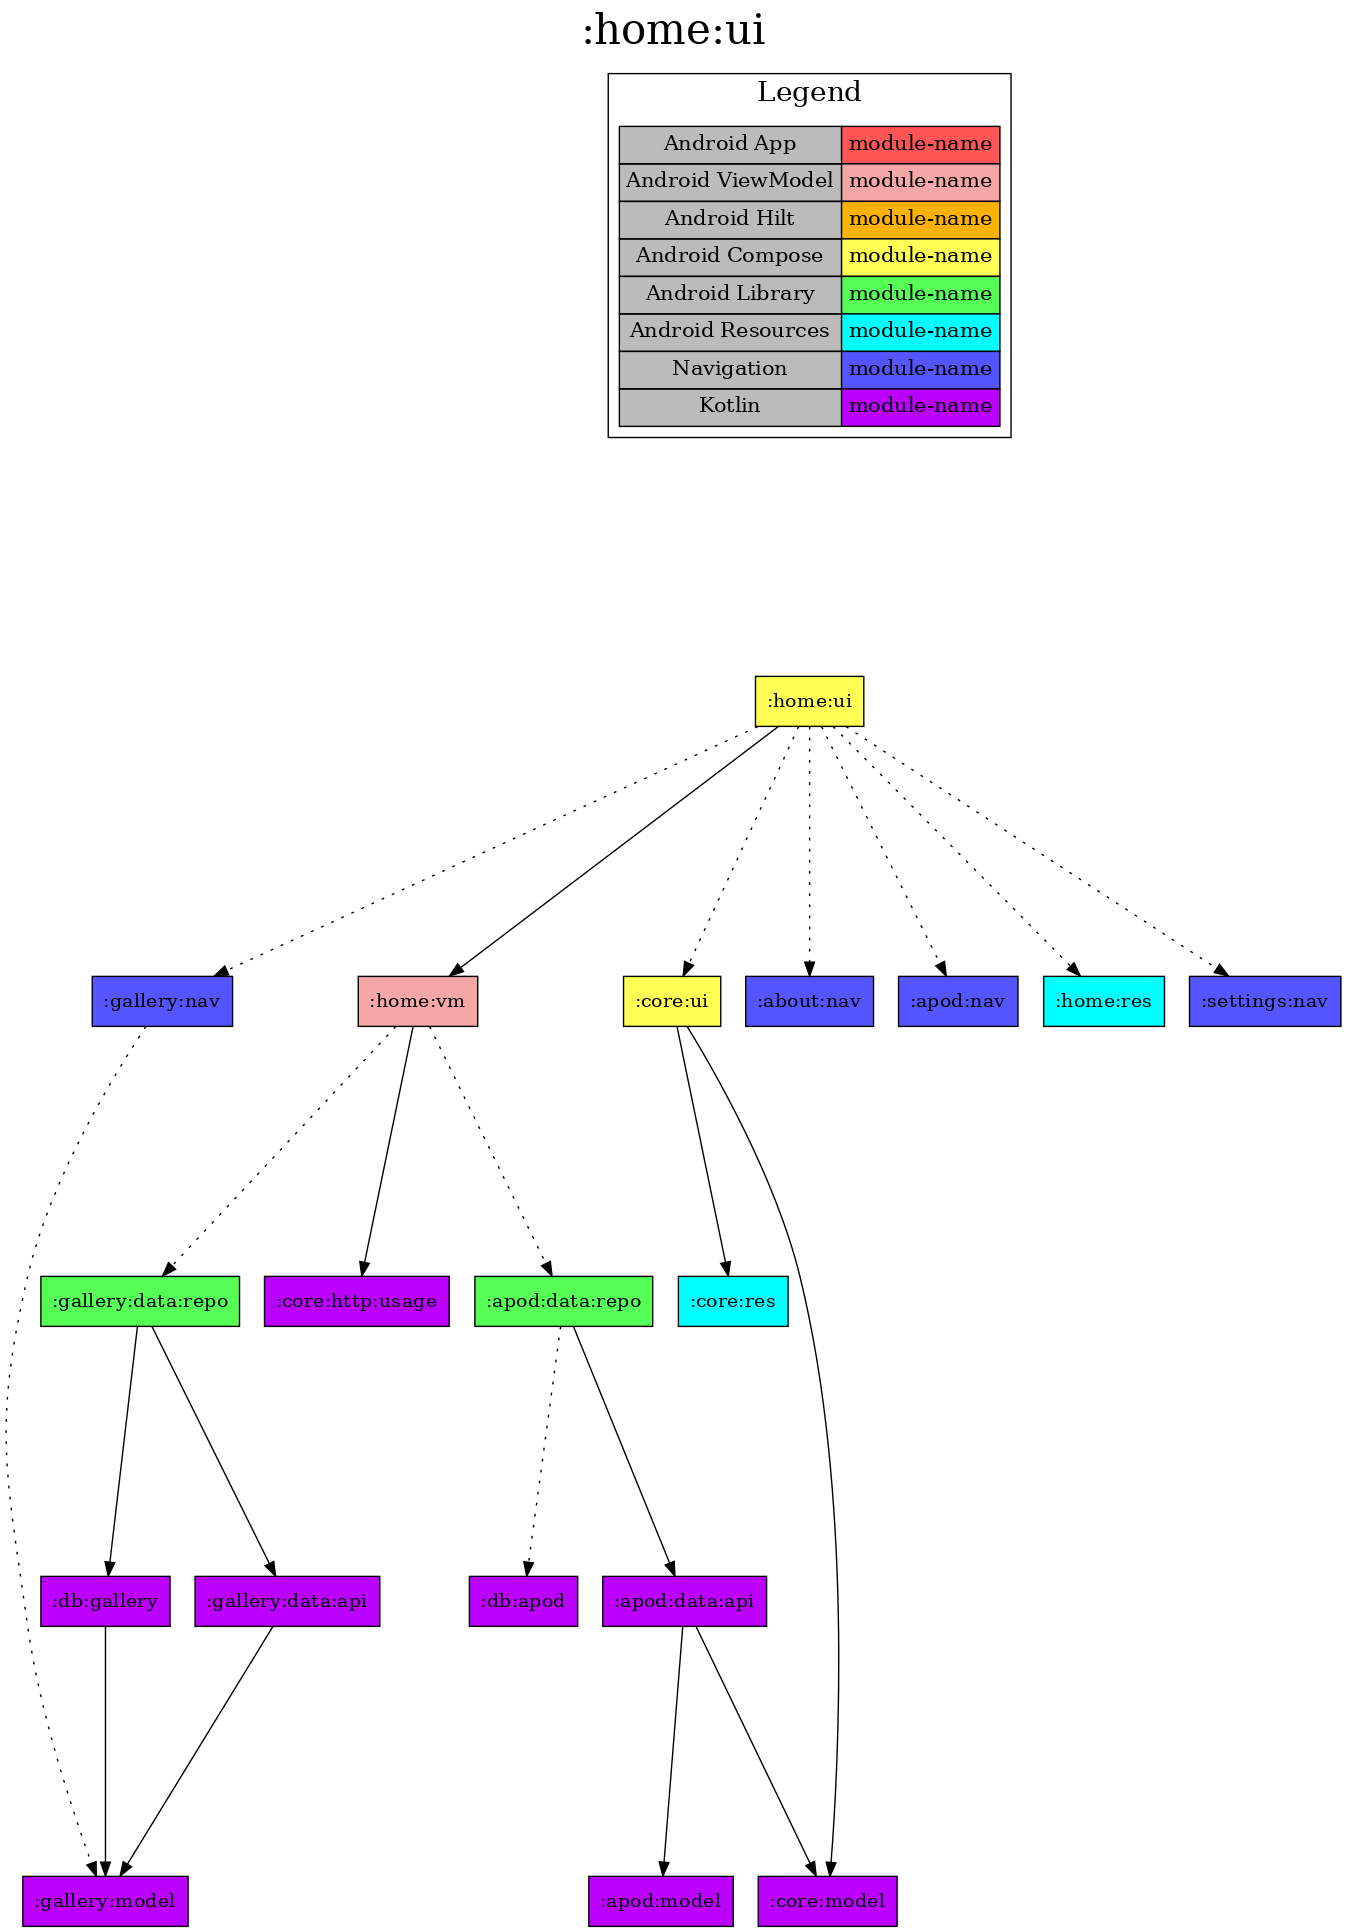 :home:ui
Legend
Android App module-name
Android ViewModel module-name
Android Hilt module-name
Android Compose module-name
Android Library module-name
Android Resources module-name
Navigation module-name
Kotlin module-name
:home:ui
:gallery:nav
:home:vm
:core:ui
:about:nav
:apod:nav
:home:res
:settings:nav
:gallery:data:repo
:core:http:usage
:apod:data:repo
:core:res
:db:gallery
:gallery:data:api
:db:apod
:apod:data:api
:gallery:model
:apod:model
:core:model